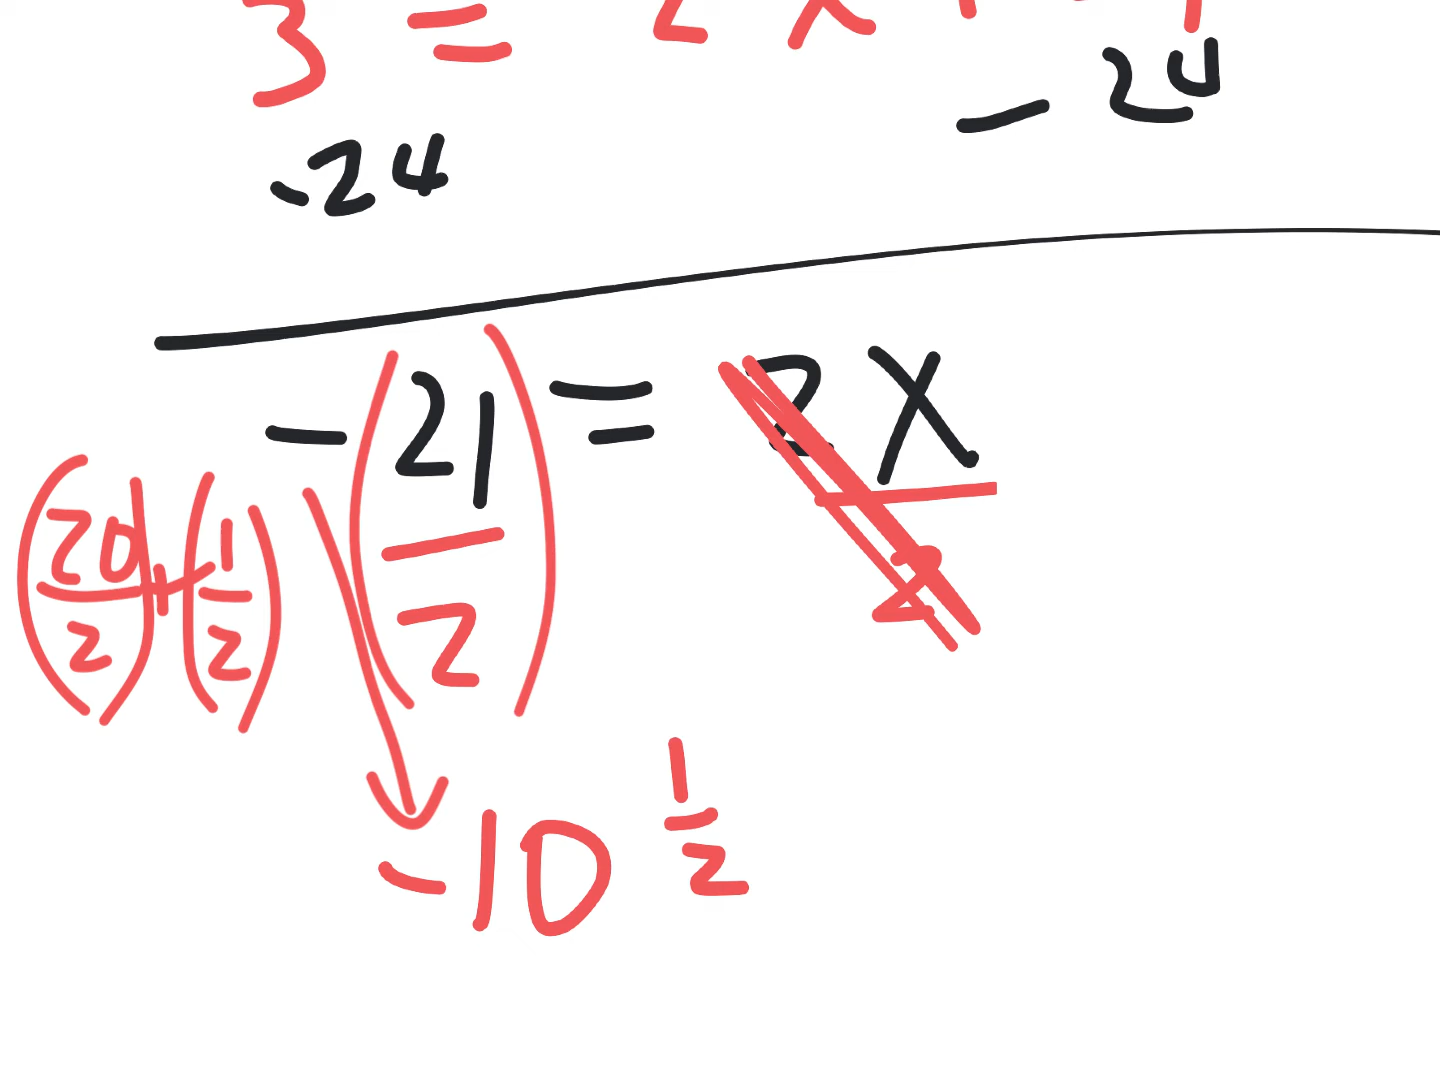 3 = 2x +
-24 - 24
-(21/2) = 2x/2
(20/2) + (1/2)
-10 1/2